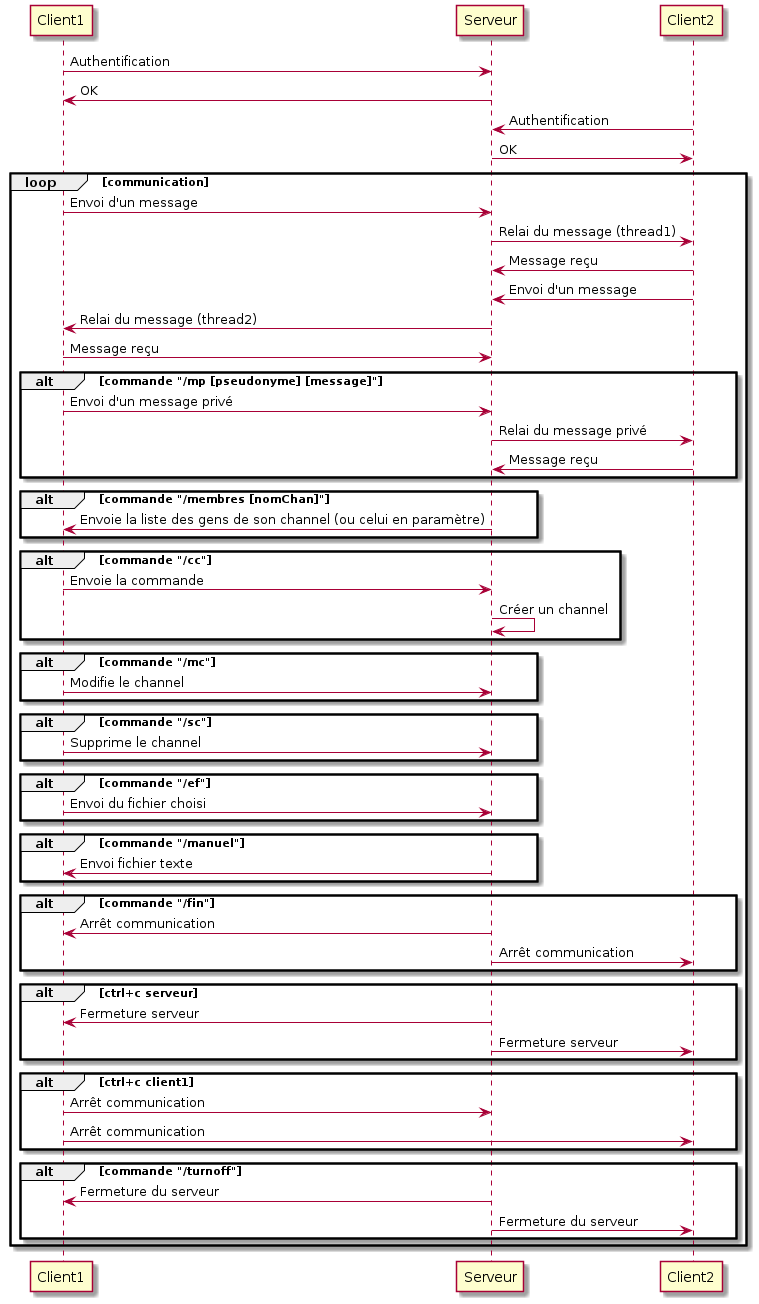 Client1 Serveur Client2
Authentification
OK
Authentification
OK
loop [communication]
Envoi d'un message
Relai du message (thread1)
Message reçu
Envoi d'un message
Relai du message (thread2)
Message reçu
alt [commande "/mp [pseudonyme] [message]"]
Envoi d'un message privé
Relai du message privé
Message reçu
alt [commande "/membres [nomChan]"]
Envoie la liste des gens de son channel (ou celui en paramètre)
alt [commande "/cc"]
Envoie la commande
Créer un channel
alt [commande "/mc"]
Modifie le channel
alt [commande "/sc"]
Supprime le channel
alt [commande "/ef"]
Envoi du fichier choisi
alt [commande "/manuel"]
Envoi fichier texte
alt [commande "/fin"]
Arrêt communication
Arrêt communication
alt [ctrl+c serveur]
Fermeture serveur
Fermeture serveur
alt [ctrl+c client1]
Arrêt communication
Arrêt communication
alt [commande "/turnoff"]
Fermeture du serveur
Fermeture du serveur
Client1 Serveur Client2